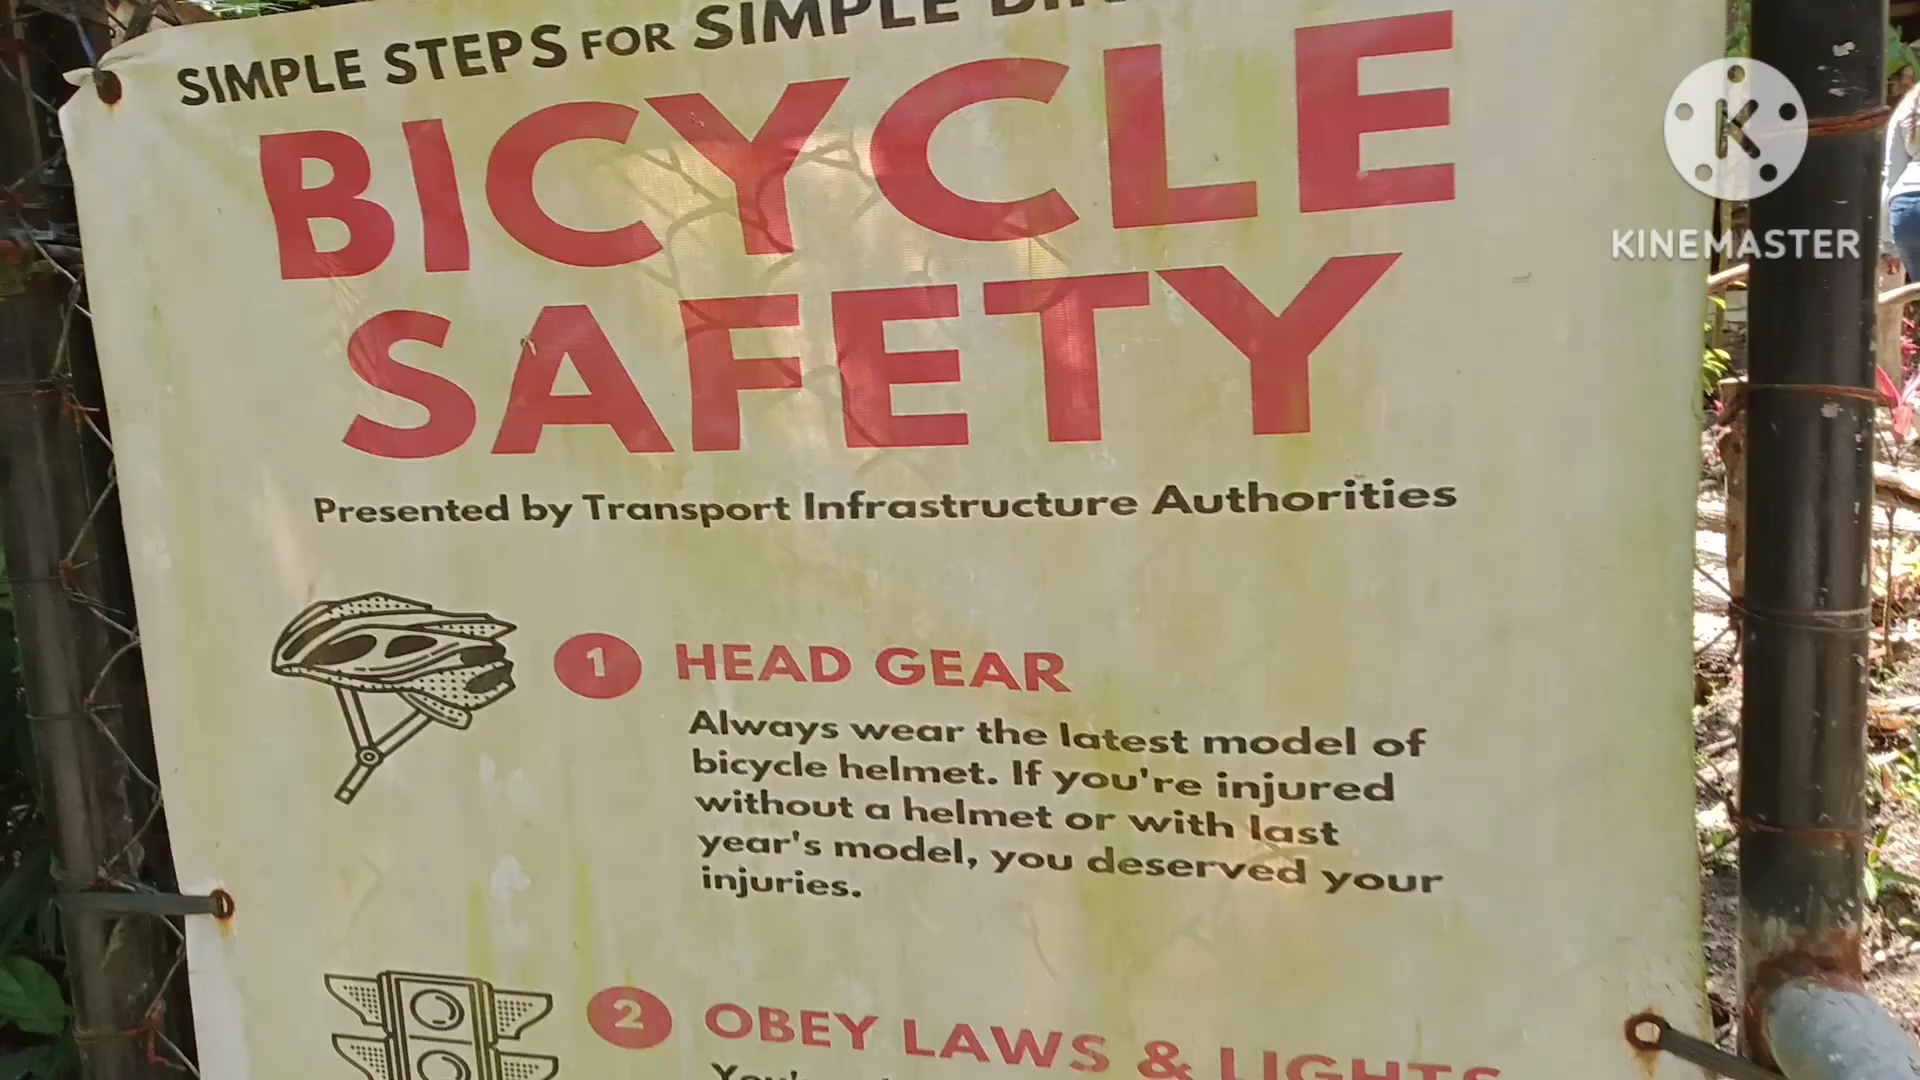 SIMPLE STEPS FOR SIMPLE
BICYCLE
SAFETY
Presented by Transport Infrastructure Authorities
1 HEAD GEAR
Always wear the latest model of
bicycle helmet. If you're injured
without a helmet or with last
year's model, you deserved your
injuries.
2 OBEY LAWS & LIGHTS
K
KINEMASTER